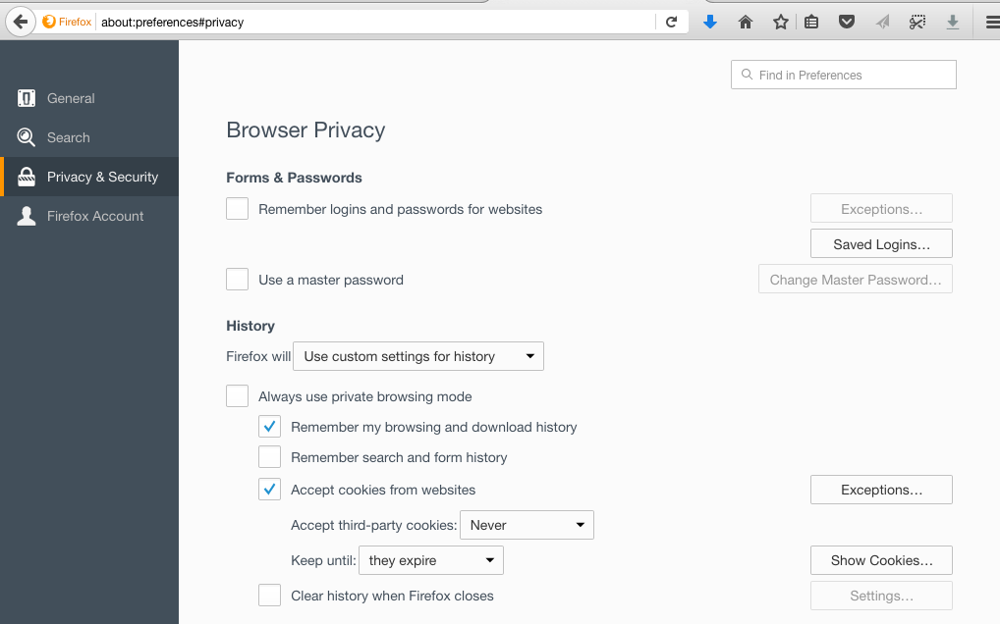 Firefox about:preferences#privacy
Find in Preferences
General
Search
Privacy & Security
Firefox Account
Browser Privacy
Forms & Passwords
Remember logins and passwords for websites Exceptions…
Saved Logins…
Use a master password Change Master Password…
History
Firefox will Use custom settings for history
Always use private browsing mode
Remember my browsing and download history
Remember search and form history
Accept cookies from websites Exceptions…
Accept third-party cookies: Never
Keep until: they expire Show Cookies…
Clear history when Firefox closes Settings…